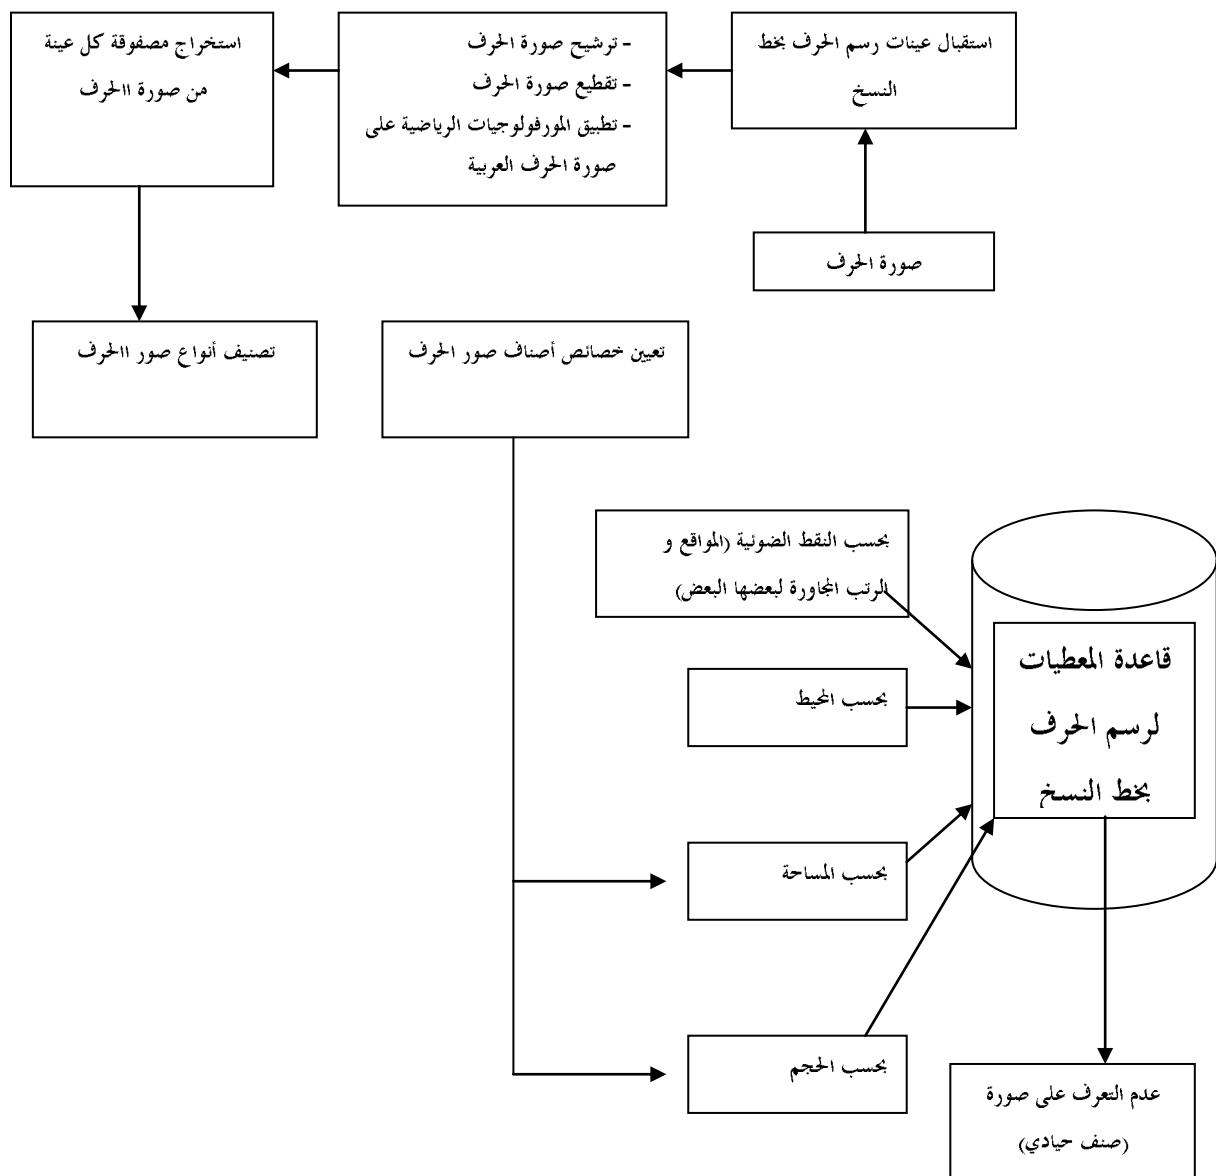 استقبال عينات رسم الحرف بخط
النسخ
- ترشيح صورة الحرف
- تقطيع صورة الحرف
- تطبيق المورفولوجيات الرياضية على
صورة الحرف العربية
استخراج مصفوقة كل عينة
من صورة االحرف
صورة الحرف
تعيين خصائص أصناف صور الحرف
تصنيف أنواع صور االحرف
بحسب النقط الضوئية (المواقع و
الرتب المجاورة لبعضها البعض)
قاعدة المعطيات
لرسم الحرف
بخط النسخ
بحسب المحيط
بحسب المساحة
بحسب الحجم
عدم التعرف على صورة
(صنف حيادي)